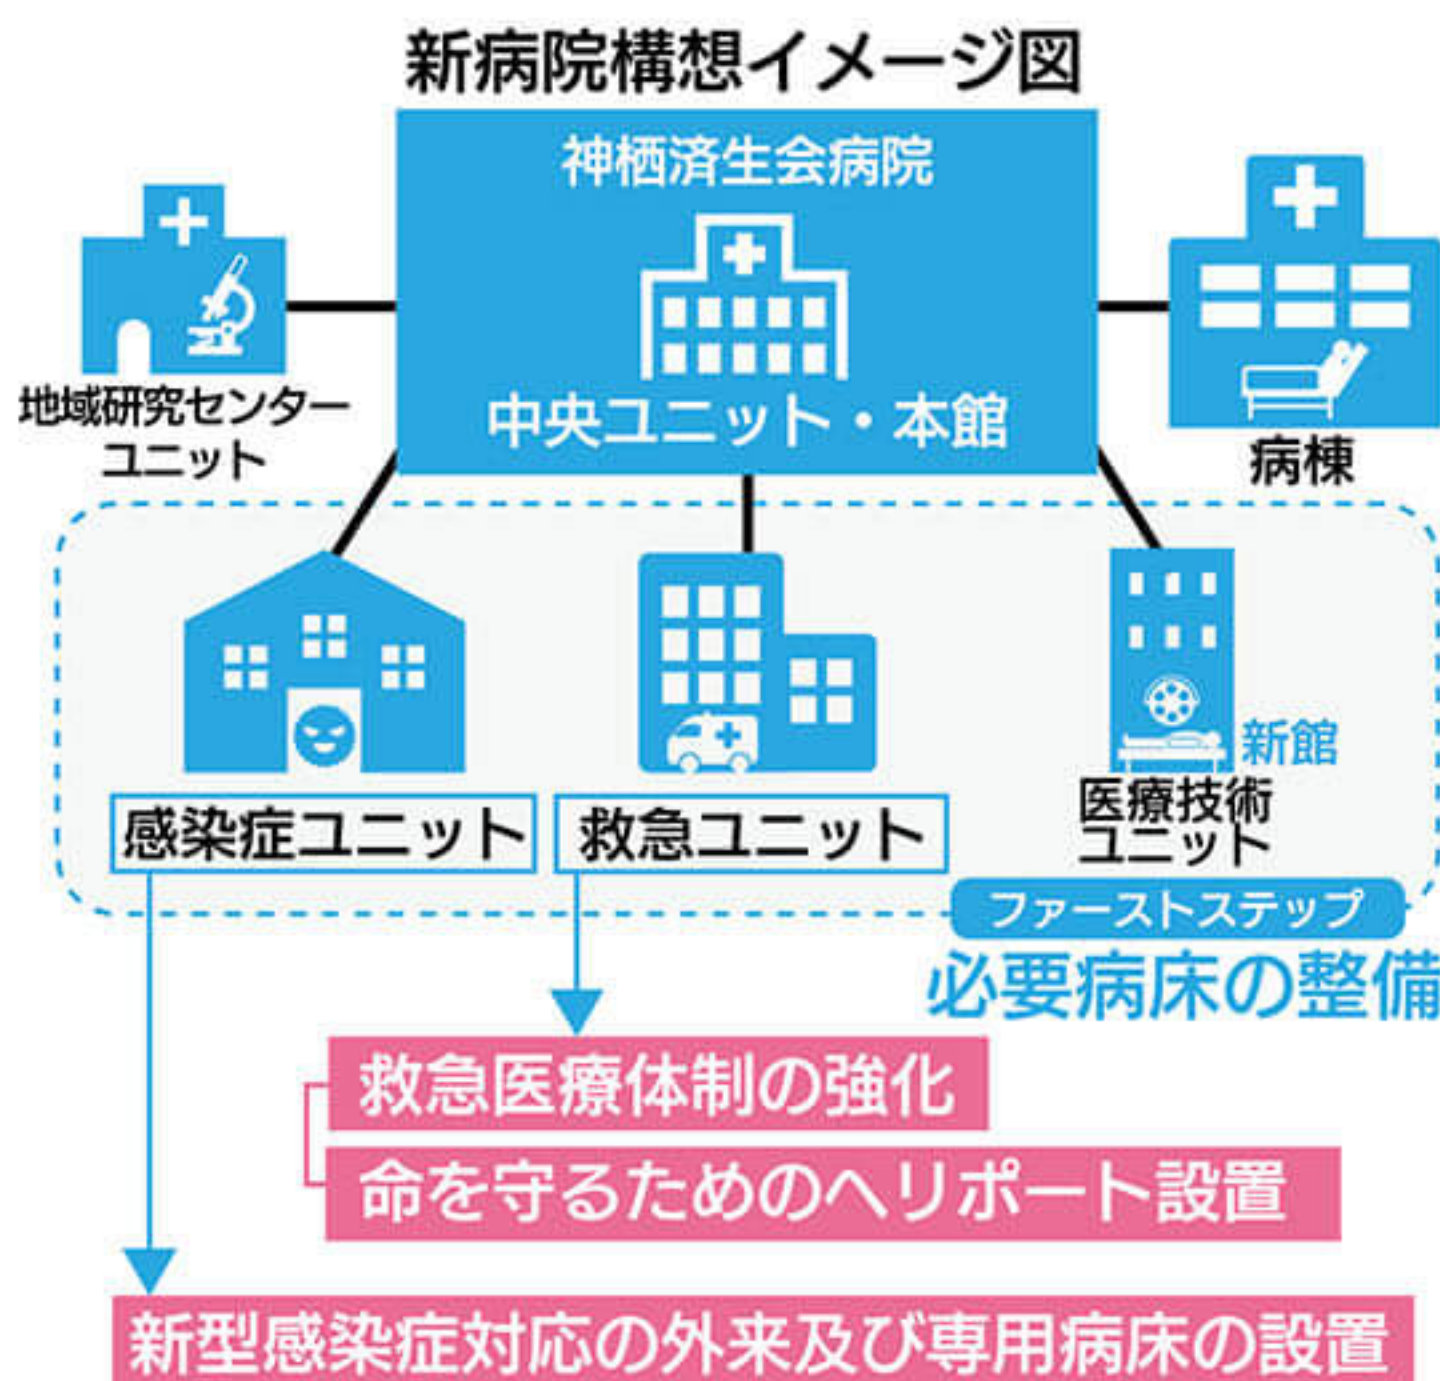 新病院構想イメージ図
神栖済生会病院
中央ユニット・本館
地域研究センター
ユニット
病棟
感染症ユニット
救急ユニット
新館
医療技術
ユニット
ファーストステップ
必要病床の整備
救急医療体制の強化
命を守るためのヘリポート設置
新型感染症対応の外来及び専用病床の設置